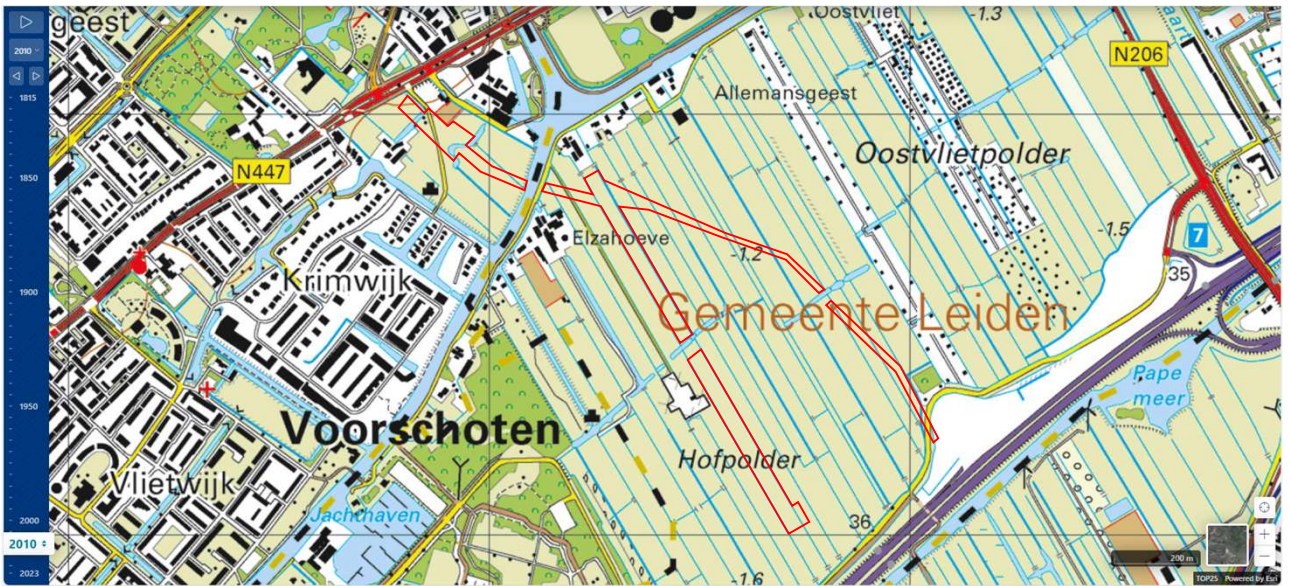 geest
Oostvliet
-1.3
N206
2010
1815
Allemansgeest
Oostvlietpolder
N447
1850
-1.5
7
Elzahoeve
-1.2
35
Krimwijk
1900
Gemeente Leiden
Pape
meer
1950
Voorschoten
Hofpolder
Vlietwijk
Jachthaven
36
2000
2010
200 m
-1.6
2023
TOP25 Powered by Esri